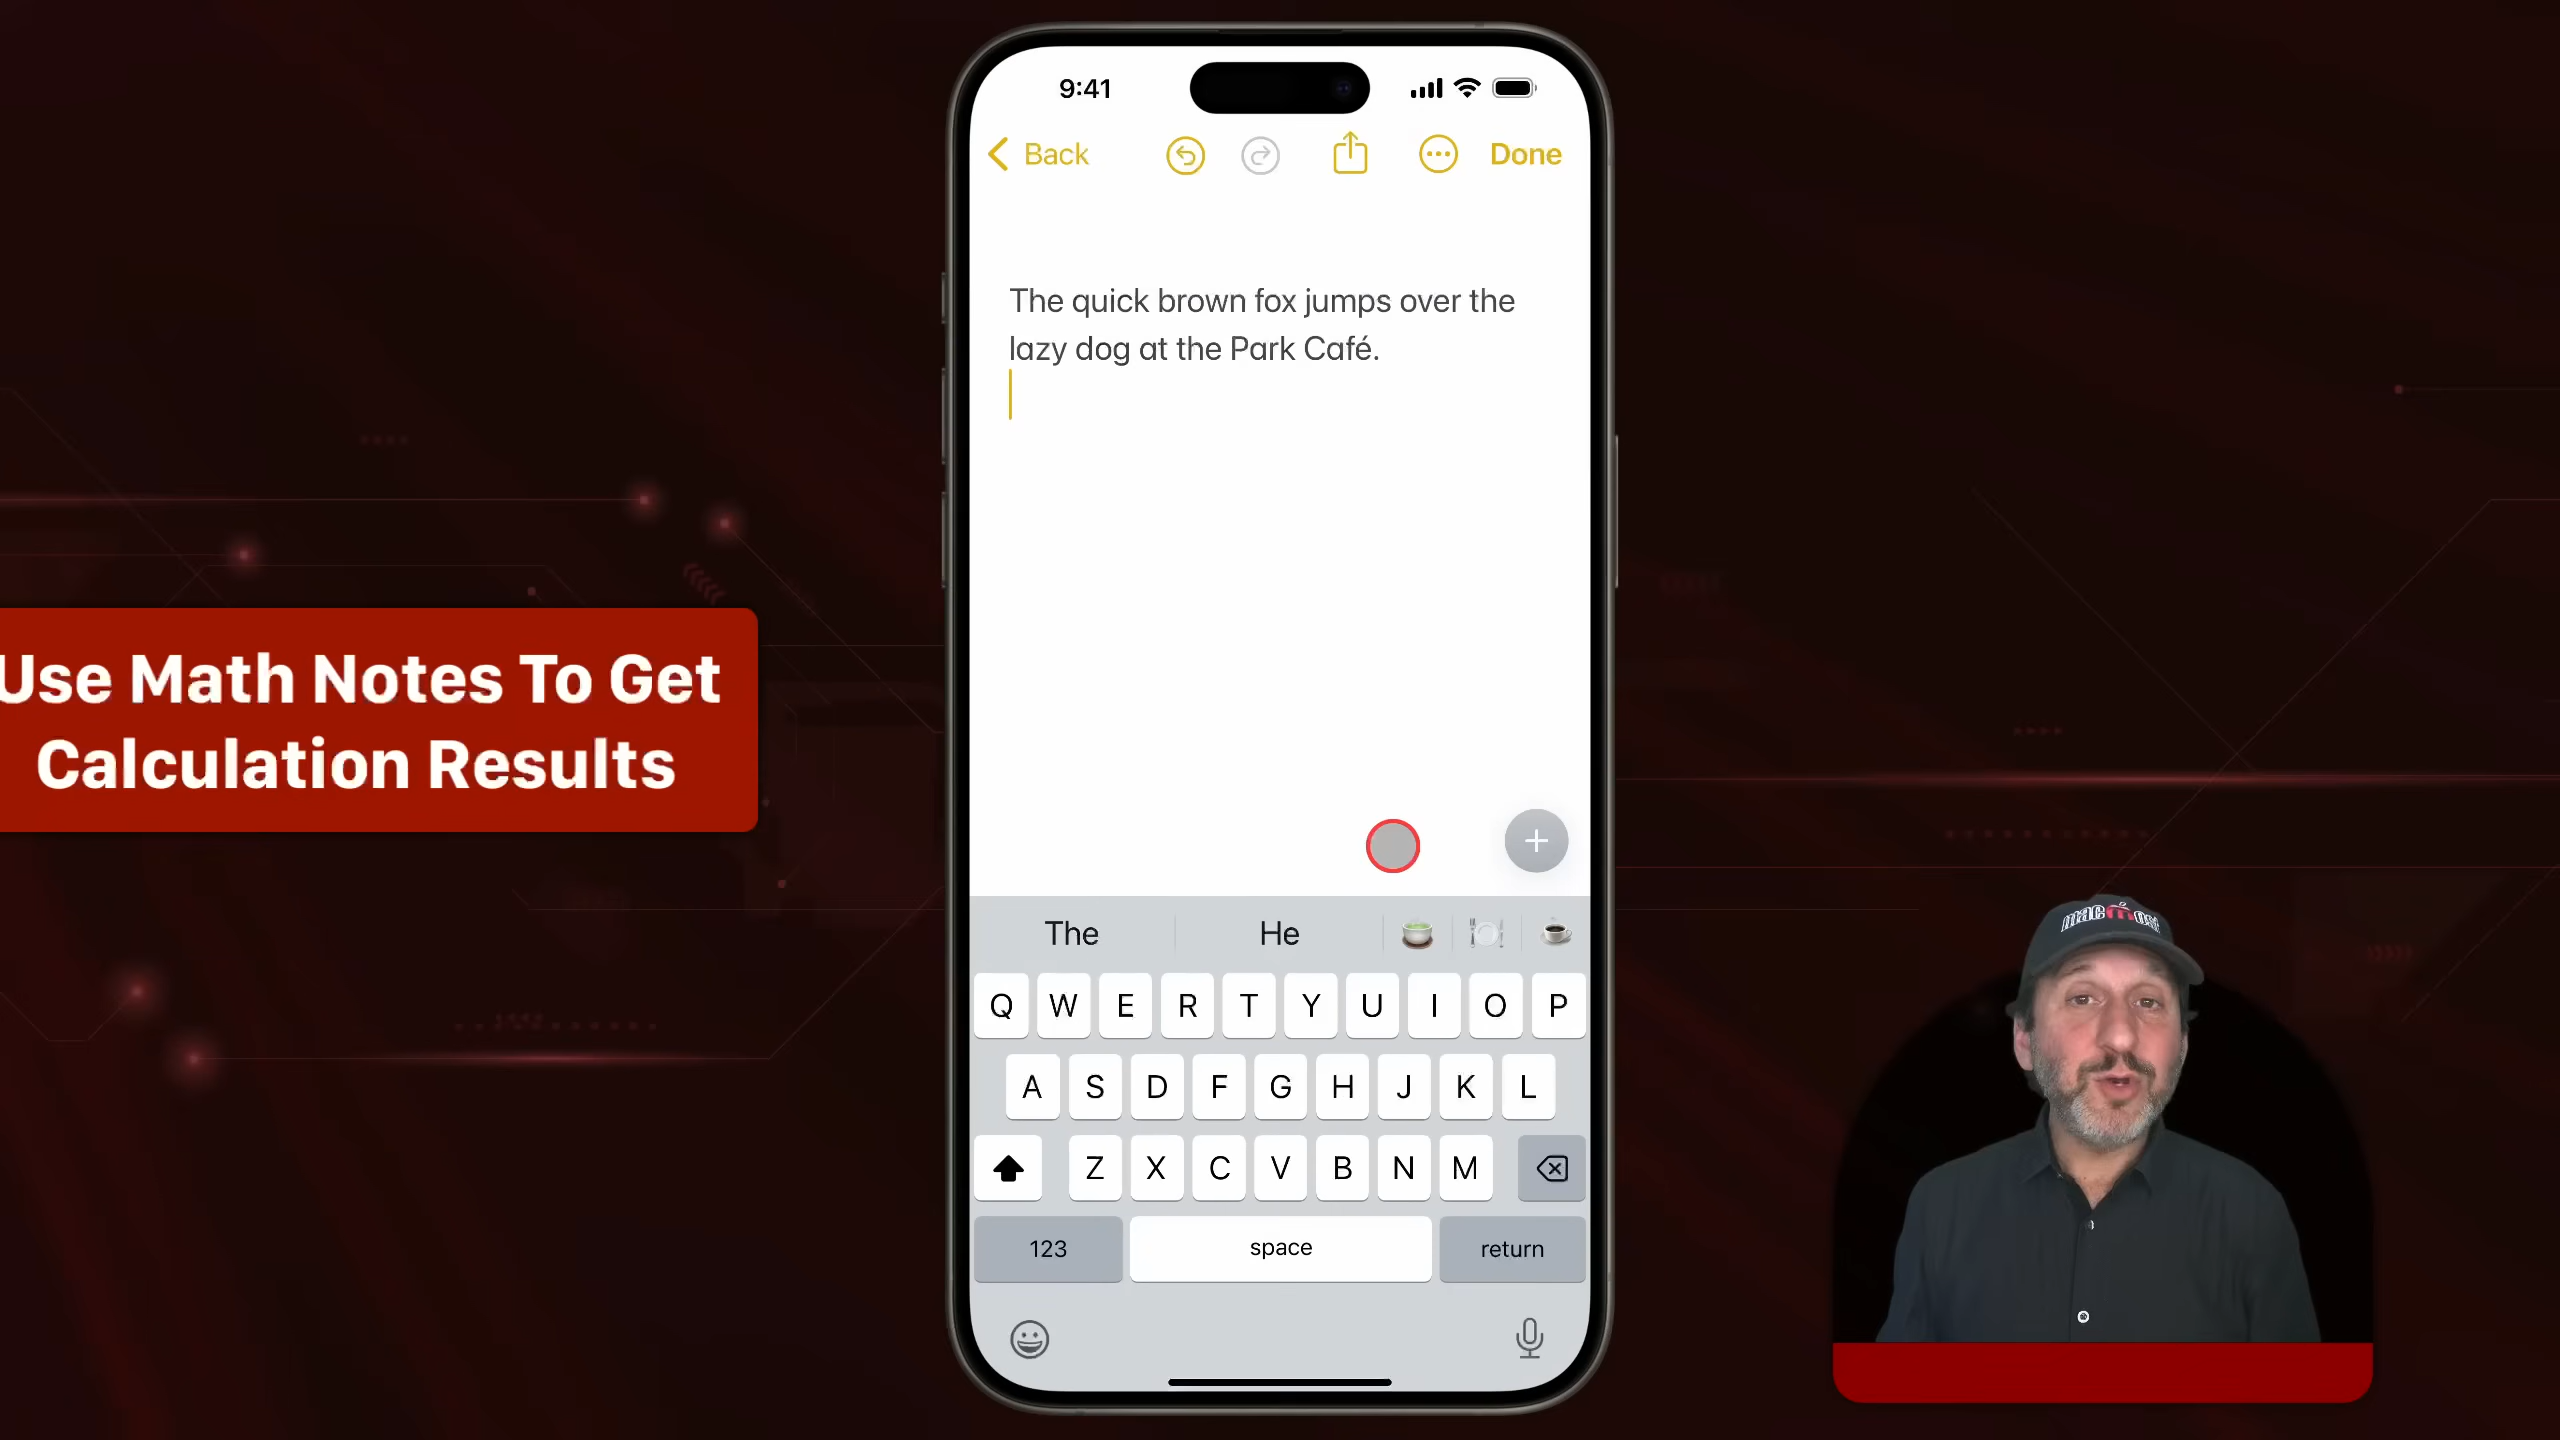 9:41
Back
Done
The quick brown fox jumps over the
lazy dog at the Park Café.
Use Math Notes To Get
Calculation Results
The He
Q W E R T Y U I O P
A S D F G H J K L
Z X C V B N M
123 space return
macmost